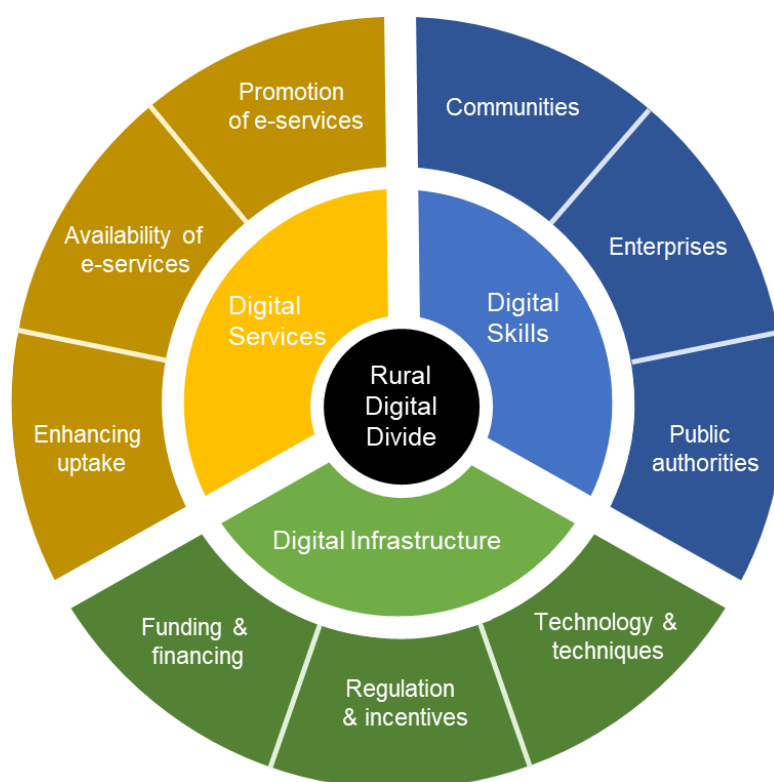 Promotion
of e-services
Communities
Availability of
e-services
Enterprises
Digital
Services
Digital
Skills
Rural
Digital
Divide
Enhancing
uptake
Public
authorities
Digital Infrastructure
Funding &
financing
Regulation
& incentives
Technology &
techniques